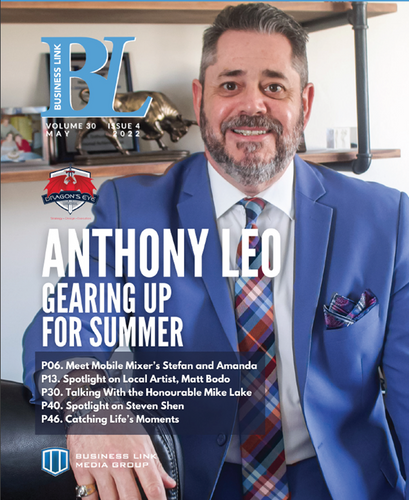 BUSINESS LINK
BL
VOLUME 30 ISSUE 4
MAY 2022
DRAGON'S EYE
ANTHONY LEO
GEARING UP
FOR SUMMER
P06. Meet Mobile Mixer's Stefan and Amanda
P13. Spotlight on Local Artist, Matt Bodo
P30. Talking With the Honourable Mike Lake
P40. Spotlight on Steven Shen
P46. Catching Life's Moments
BUSINESS LINK
MEDIA GROUP